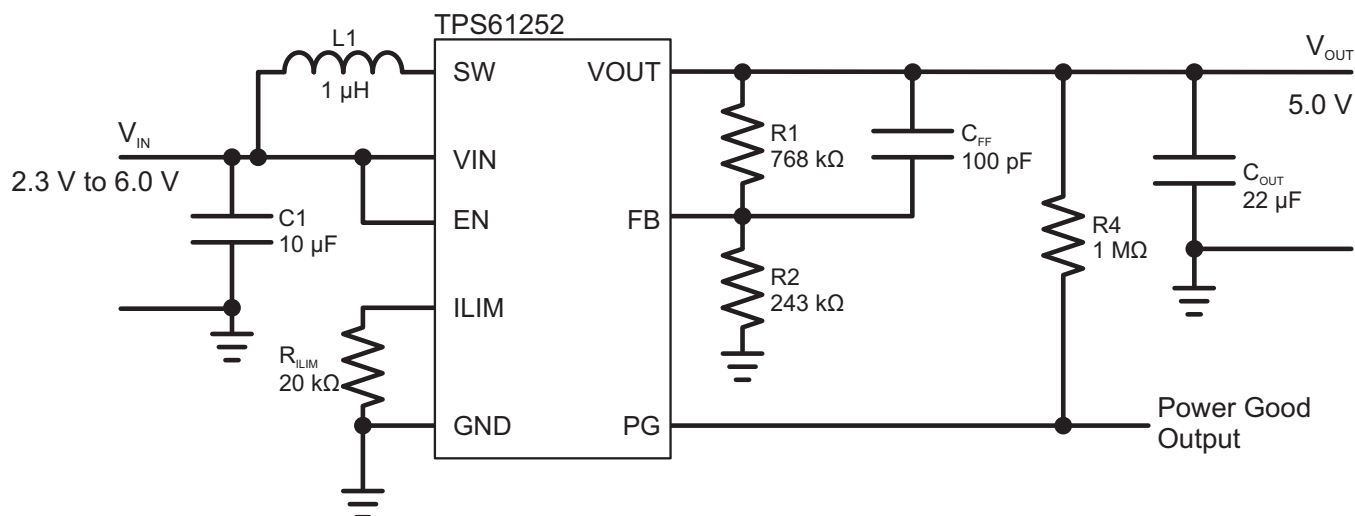 TPS61252
L1
1 µH
SW
VOUT
V_IN
2.3 V to 6.0 V
VIN
EN
C1
10 µF
ILIM
R_ILIM
20 kΩ
GND
R1
768 kΩ
C_FF
100 pF
FB
R2
243 kΩ
PG
R4
1 MΩ
V_OUT
5.0 V
C_OUT
22 µF
Power Good
Output